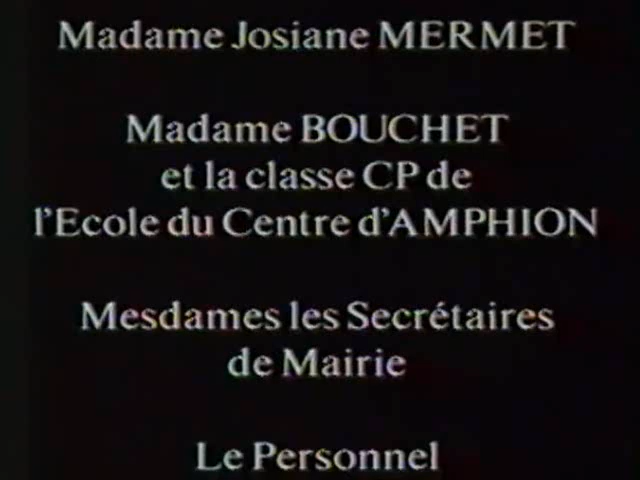 Madame Josiane MERMET
Madame BOUCHET
et la classe CP de
l'Ecole du Centre d'AMPHION
Mesdames les Secrétaires
de Mairie
Le Personnel